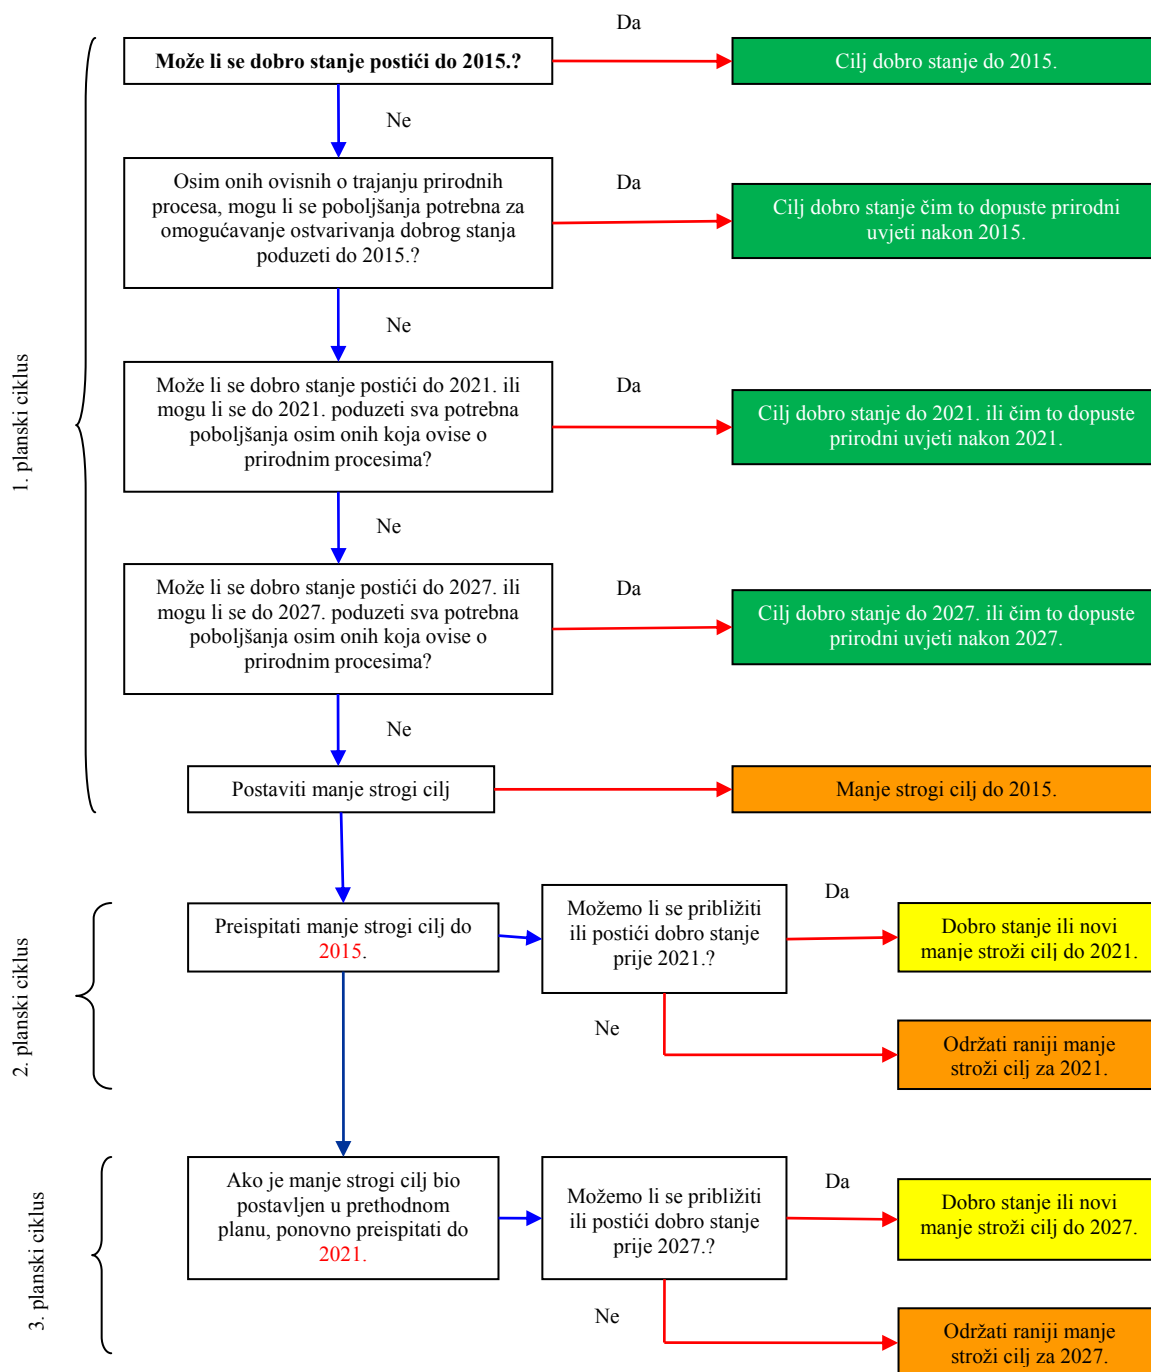 Da
Može li se dobro stanje postići do 2015.?
Cilj dobro stanje do 2015.
Ne
Osim onih ovisnih o trajanju prirodnih
procesa, mogu li se poboljšanja potrebna za
omogućavanje ostvarivanja dobrog stanja
poduzeti do 2015.?
Da
Cilj dobro stanje čim to dopuste prirodni
uvjeti nakon 2015.
Ne
1. planski ciklus
Može li se dobro stanje postići do 2021. ili
mogu li se do 2021. poduzeti sva potrebna
poboljšanja osim onih koja ovise o
prirodnim procesima?
Da
Cilj dobro stanje do 2021. ili čim to dopuste
prirodni uvjeti nakon 2021.
Ne
Može li se dobro stanje postići do 2027. ili
mogu li se do 2027. poduzeti sva potrebna
poboljšanja osim onih koja ovise o
prirodnim procesima?
Da
Cilj dobro stanje do 2027. ili čim to dopuste
prirodni uvjeti nakon 2027.
Ne
Postaviti manje strogi cilj
Manje strogi cilj do 2015.
2. planski ciklus
Preispitati manje strogi cilj do
2015.
Možemo li se približiti
ili postići dobro stanje
prije 2021.?
Da
Dobro stanje ili novi
manje stroži cilj do 2021.
Ne
Održati raniji manje
stroži cilj za 2021.
3. planski ciklus
Ako je manje strogi cilj bio
postavljen u prethodnom
planu, ponovno preispitati do
2021.
Možemo li se približiti
ili postići dobro stanje
prije 2027.?
Da
Dobro stanje ili novi
manje stroži cilj do 2027.
Ne
Održati raniji manje
stroži cilj za 2027.